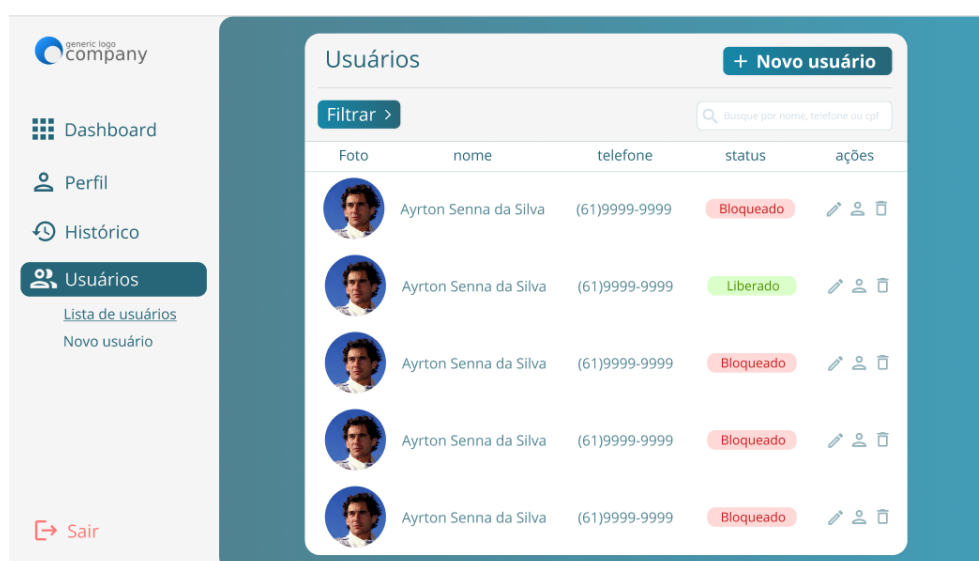 generic logo
company
Dashboard
Perfil
Histórico
Usuários
Lista de usuários
Novo usuário
Sair
Usuários
+ Novo usuário
Filtrar >
Busque por nome, telefone ou cpf
Foto nome telefone status ações
Ayrton Senna da Silva (61)9999-9999 Bloqueado
Ayrton Senna da Silva (61)9999-9999 Liberado
Ayrton Senna da Silva (61)9999-9999 Bloqueado
Ayrton Senna da Silva (61)9999-9999 Bloqueado
Ayrton Senna da Silva (61)9999-9999 Bloqueado